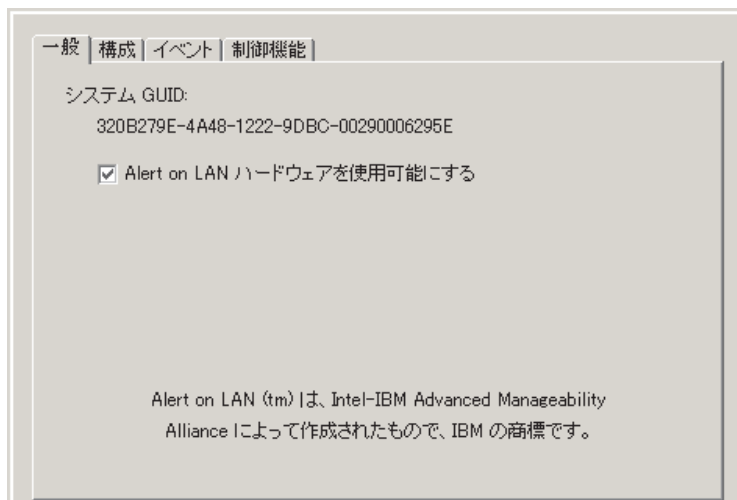 一般 構成 イベント 制御機能
システム GUID:
320B279E-4A48-1222-9DBC-00290006295E
Alert on LAN ハードウェアを使用可能にする
Alert on LAN (tm) は、Intel-IBM Advanced Manageability
Alliance によって作成されたもので、IBM の商標です。